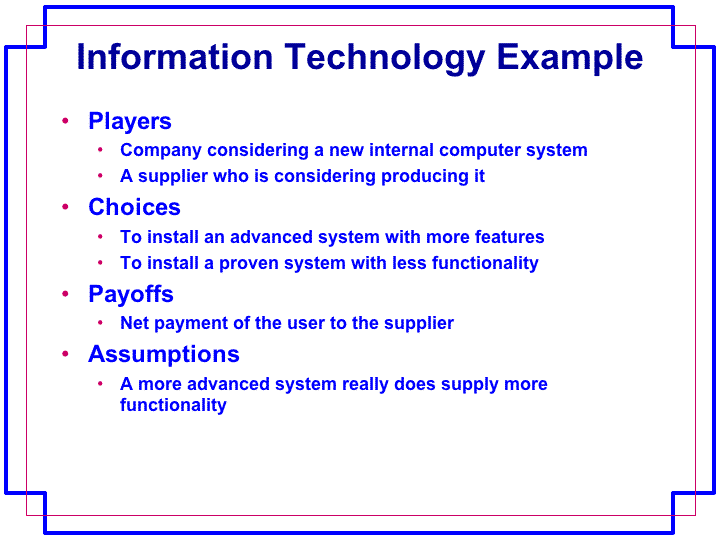 Information Technology Example
• Players
• Company considering a new internal computer system
• A supplier who is considering producing it
• Choices
• To install an advanced system with more features
• To install a proven system with less functionality
• Payoffs
• Net payment of the user to the supplier
• Assumptions
• A more advanced system really does supply more
functionality